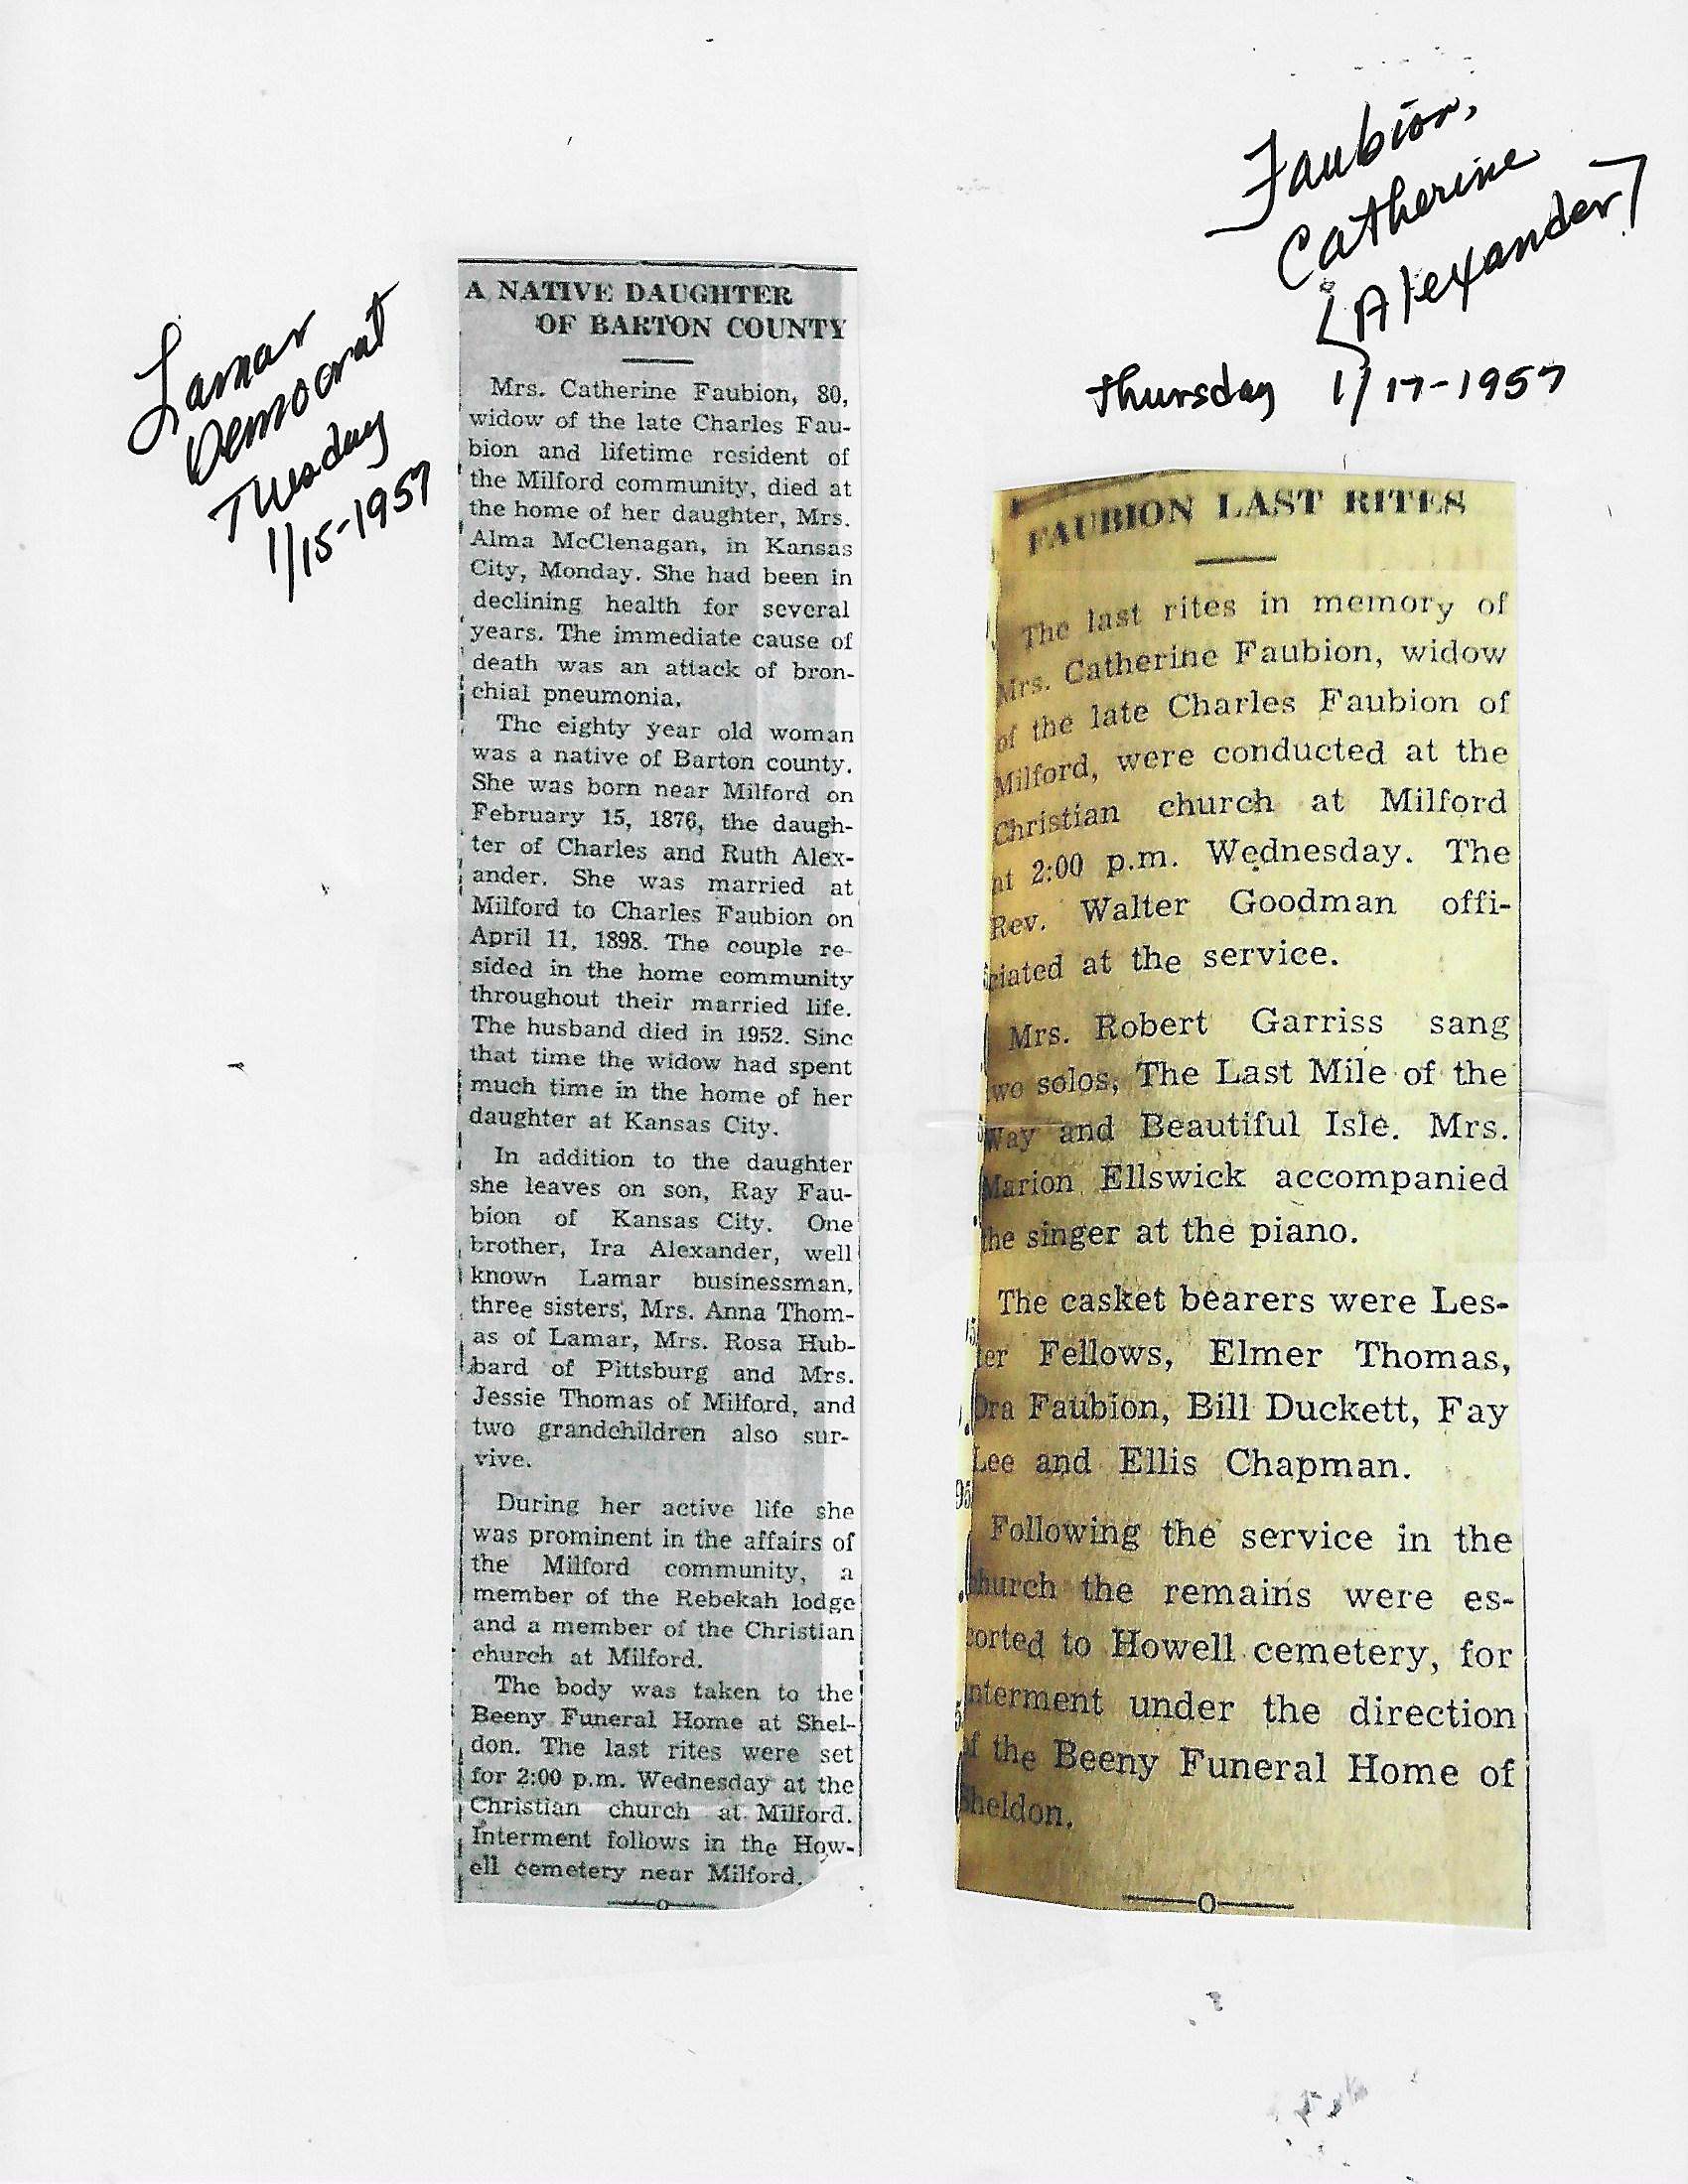 Lamar
Democrat
Tuesday
1/15-1957
A NATIVE DAUGHTER
OF BARTON COUNTY
Mrs. Catherine Faubion, 80,
widow of the late Charles Fau-
bion and lifetime resident of
the Milford community, died at
the home of her daughter, Mrs.
Alma McClenagan, in Kansas
City, Monday. She had been in
declining health for several
years. The immediate cause of
death was an attack of bron-
chial pneumonia.
The eighty year old woman
was a native of Barton county.
She was born near Milford on
February 15, 1876, the daugh-
ter of Charles and Ruth Alex-
ander. She was married at
Milford to Charles Faubion on
April 11, 1898. The couple re-
sided in the home community
throughout their married life.
The husband died in 1952. Sinc
that time the widow had spent
much time in the home of her
daughter at Kansas City.
In addition to the daughter
she leaves on son, Ray Fau-
bion of Kansas City. One
brother, Ira Alexander, well
known Lamar businessman,
three sisters, Mrs. Anna Thom-
as of Lamar, Mrs. Rosa Hub-
bard of Pittsburg and Mrs.
Jessie Thomas of Milford, and
two grandchildren also sur-
vive.
During her active life she
was prominent in the affairs of
the Milford community, a
member of the Rebekah lodge
and a member of the Christian
church at Milford.
The body was taken to the
Beeny Funeral Home at Shel-
don. The last rites were set
for 2:00 p.m. Wednesday at the
Christian church at Milford.
Interment follows in the How-
ell cemetery near Milford.
Faubion,
Catherine
[Alexander]
Thursday 1/17-1957
FAUBION LAST RITES
The last rites in memory of
Mrs. Catherine Faubion, widow
of the late Charles Faubion of
Milford, were conducted at the
Christian church at Milford
at 2:00 p.m. Wednesday. The
Rev. Walter Goodman offi-
ciated at the service.
Mrs. Robert Garriss sang
two solos, The Last Mile of the
Way and Beautiful Isle. Mrs.
Marion Ellswick accompanied
the singer at the piano.
The casket bearers were Les-
ter Fellows, Elmer Thomas,
Ora Faubion, Bill Duckett, Fay
Lee and Ellis Chapman.
Following the service in the
church the remains were es-
corted to Howell cemetery, for
interment under the direction
of the Beeny Funeral Home of
Sheldon.